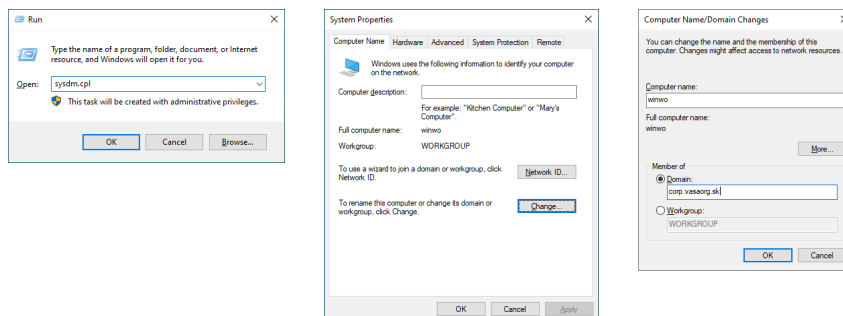 Run
Type the name of a program, folder, document, or Internet
resource, and Windows will open it for you.
Open:
sysdm.cpl
This task will be created with administrative privileges.
OK
Cancel
Browse...
System Properties
Computer Name
Hardware
Advanced
System Protection
Remote
Windows uses the following information to identify your computer
on the network.
Computer description:
For example: "Kitchen Computer" or "Mary's
Computer".
Full computer name:
winwo
Workgroup:
WORKGROUP
To use a wizard to join a domain or workgroup, click
Network ID.
Network ID...
To rename this computer or change its domain or
workgroup, click Change.
Change...
OK
Cancel
Apply
Computer Name/Domain Changes
You can change the name and the membership of this
computer. Changes might affect access to network resources.
Computer name:
winwo
Full computer name:
winwo
More...
Member of
Domain:
corp.vasaorg.sk
Workgroup:
WORKGROUP
OK
Cancel